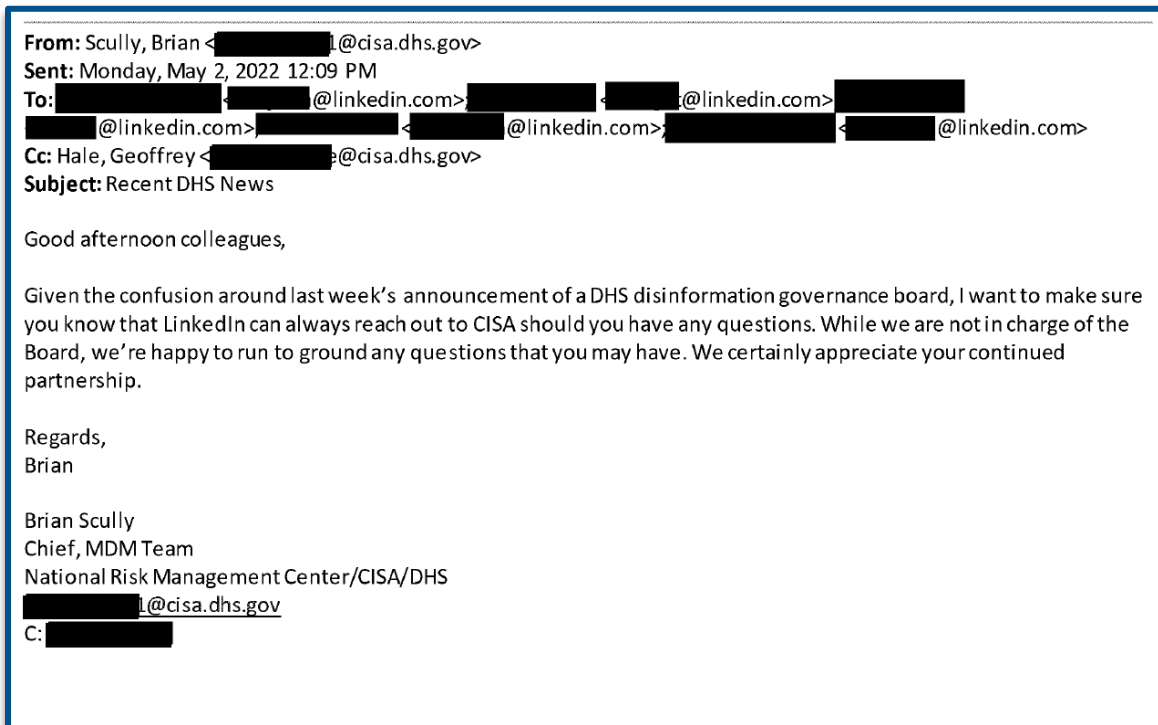 From: Scully, Brian < 1@cisa.dhs.gov>
Sent: Monday, May 2, 2022 12:09 PM
To: < @linkedin.com>; < t@linkedin.com>
@linkedin.com>; < @linkedin.com>; < @linkedin.com>
Cc: Hale, Geoffrey < e@cisa.dhs.gov>
Subject: Recent DHS News
Good afternoon colleagues,
Given the confusion around last week's announcement of a DHS disinformation governance board, I want to make sure
you know that LinkedIn can always reach out to CISA should you have any questions. While we are not in charge of the
Board, we're happy to run to ground any questions that you may have. We certainly appreciate your continued
partnership.
Regards,
Brian
Brian Scully
Chief, MDM Team
National Risk Management Center/CISA/DHS
1@cisa.dhs.gov
C: